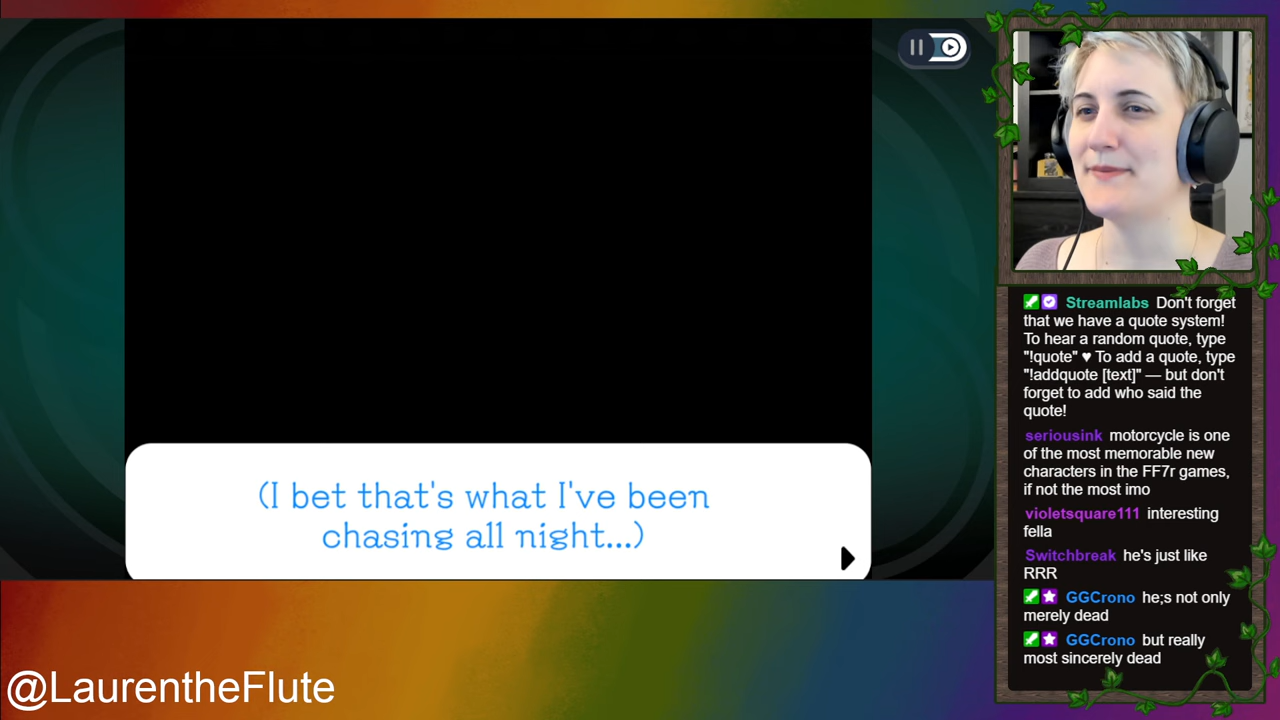 (I bet that's what I've been
chasing all night...)
Streamlabs Don't forget
that we have a quote system!
To hear a random quote, type
"!quote" ♥ To add a quote, type
"!addquote [text]" — but don't
forget to add who said the
quote!
seriousink motorcycle is one
of the most memorable new
characters in the FF7r games,
if not the most imo
violetsquare111 interesting
fella
Switchbreak he's just like
RRR
GGCrono he;s not only
merely dead
GGCrono but really
most sincerely dead
@LaurentheFlute